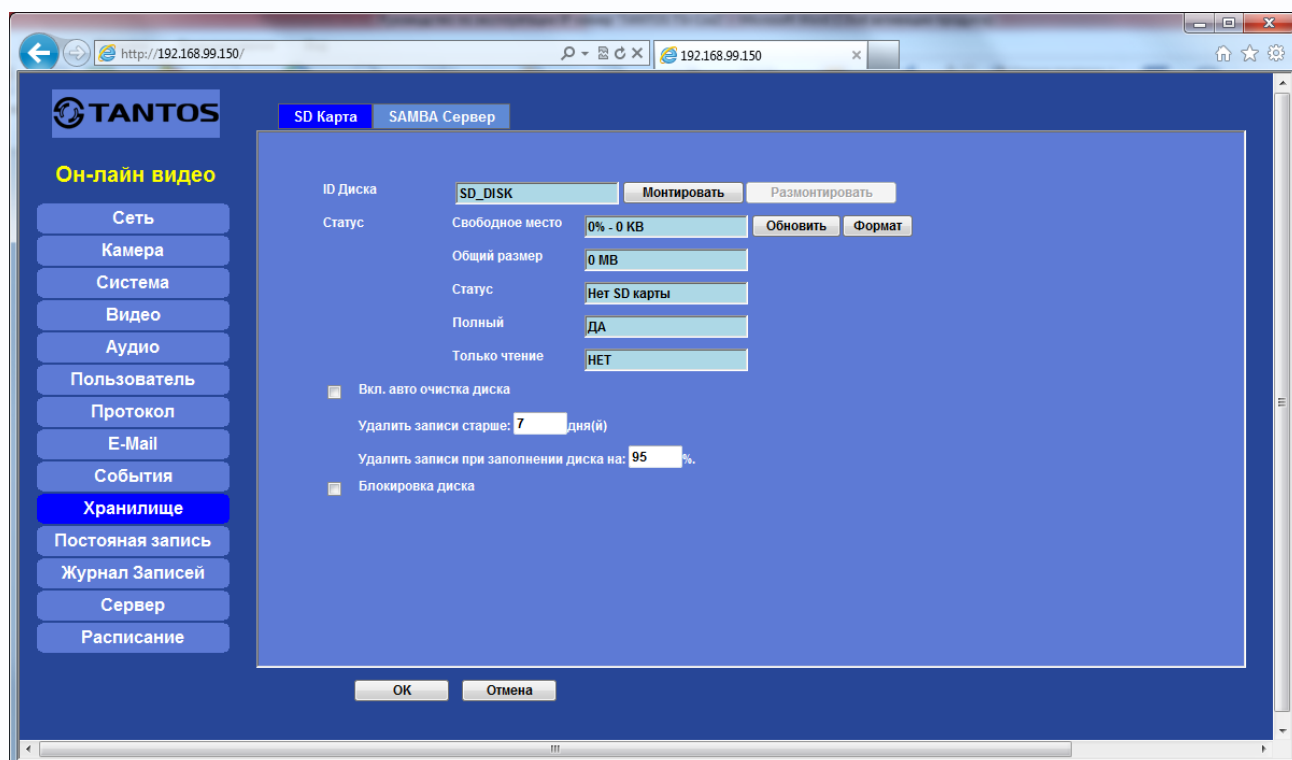 http://192.168.99.150/
192.168.99.150
TANTOS
SD Карта SAMBA Сервер
Он-лайн видео
Сеть
Камера
Система
Видео
Аудио
Пользователь
Протокол
E-Mail
События
Хранилище
Постояная запись
Журнал Записей
Сервер
Расписание
ID Диска SD_DISK Монтировать Размонтировать
Статус Свободное место 0% - 0 KB Обновить Формат
Общий размер 0 MB
Статус Нет SD карты
Полный ДА
Только чтение НЕТ
Вкл. авто очистка диска
Удалить записи старше: 7 дня(й)
Удалить записи при заполнении диска на: 95 %.
Блокировка диска
OK Отмена